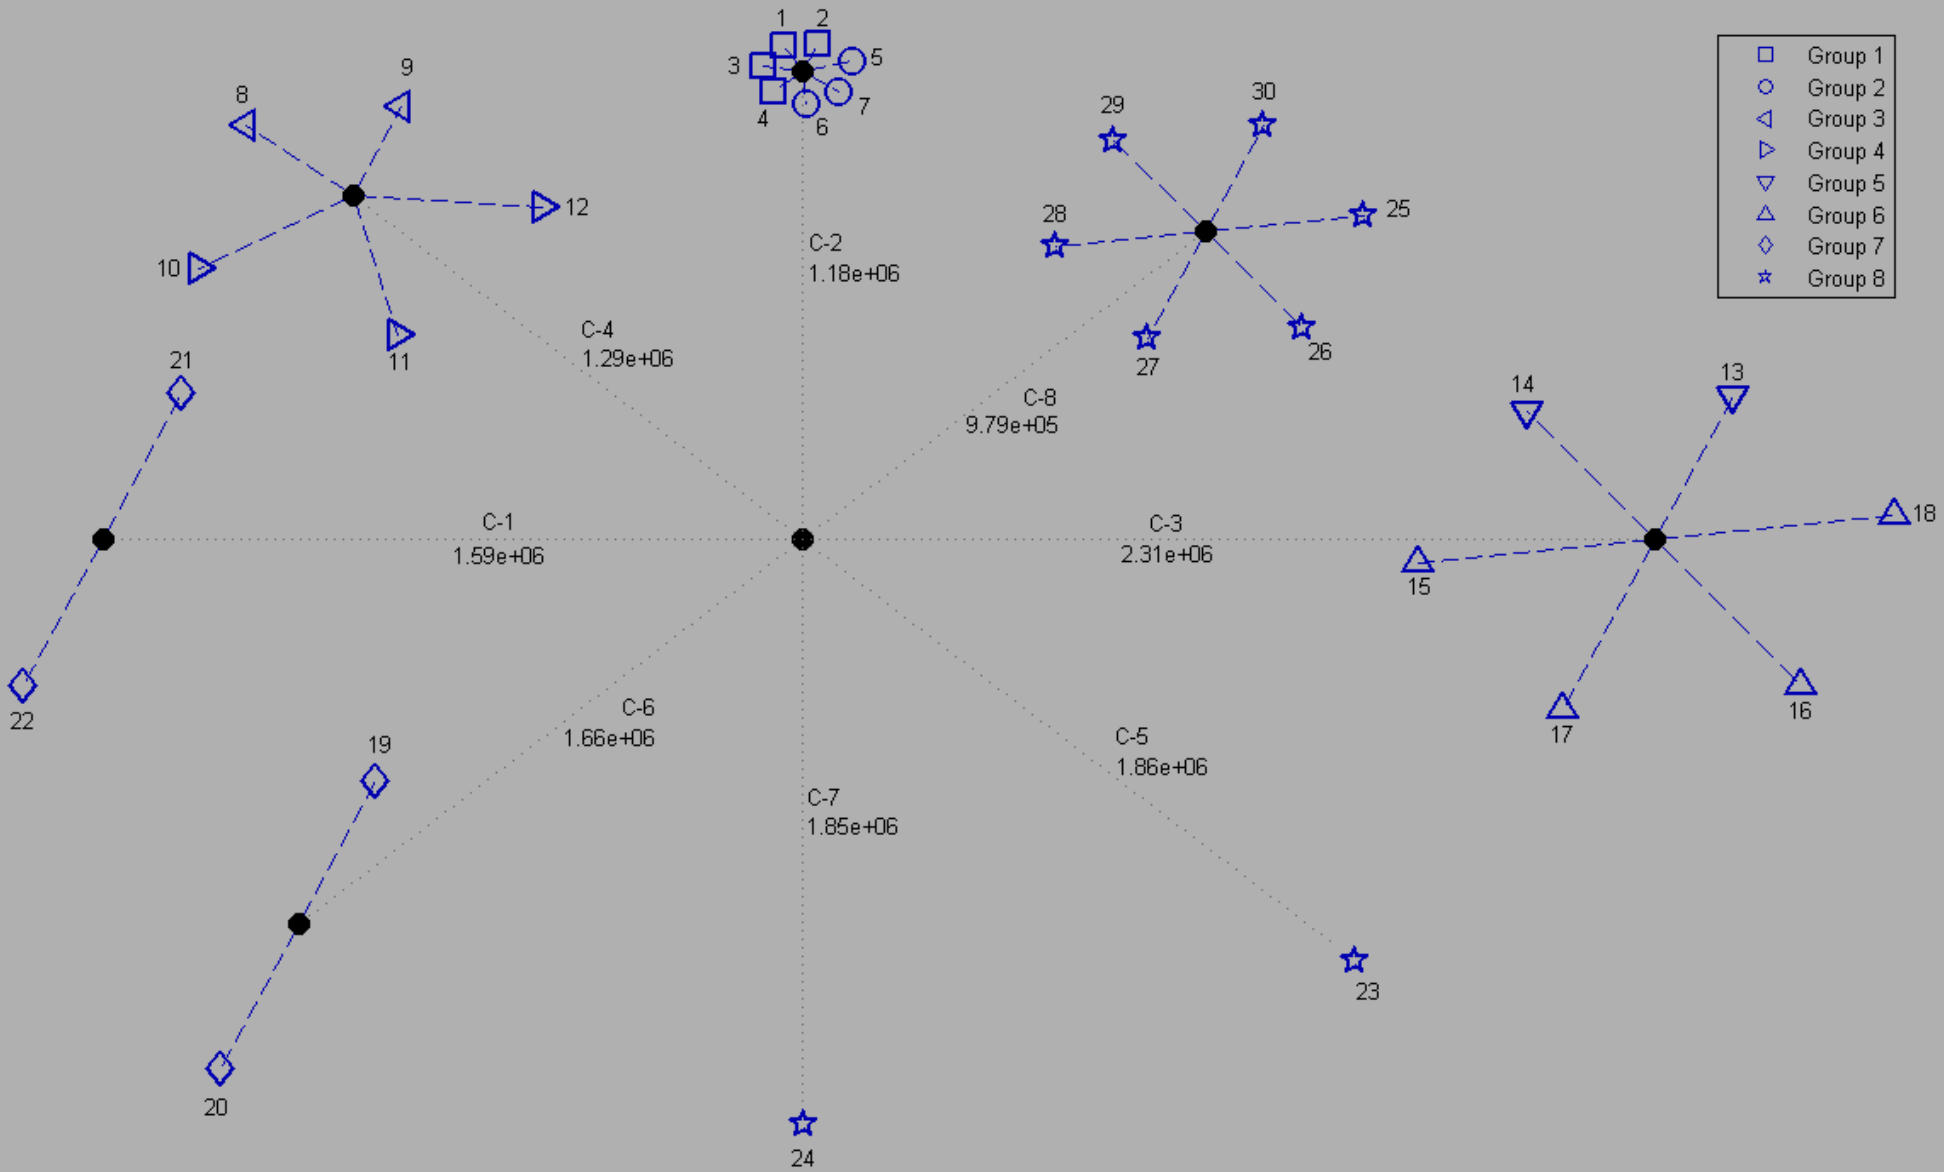 1 2
3 5
4 6 7
8 9
10 11 12
C-2
1.18e+06
29 30
28 25
27 26
Group 1
Group 2
Group 3
Group 4
Group 5
Group 6
Group 7
Group 8
C-4
1.29e+06
C-8
9.79e+05
21
22
C-1
1.59e+06
C-3
2.31e+06
14 13
15 18
17 16
C-6
1.66e+06
19
20
C-7
1.85e+06
24
C-5
1.86e+06
23